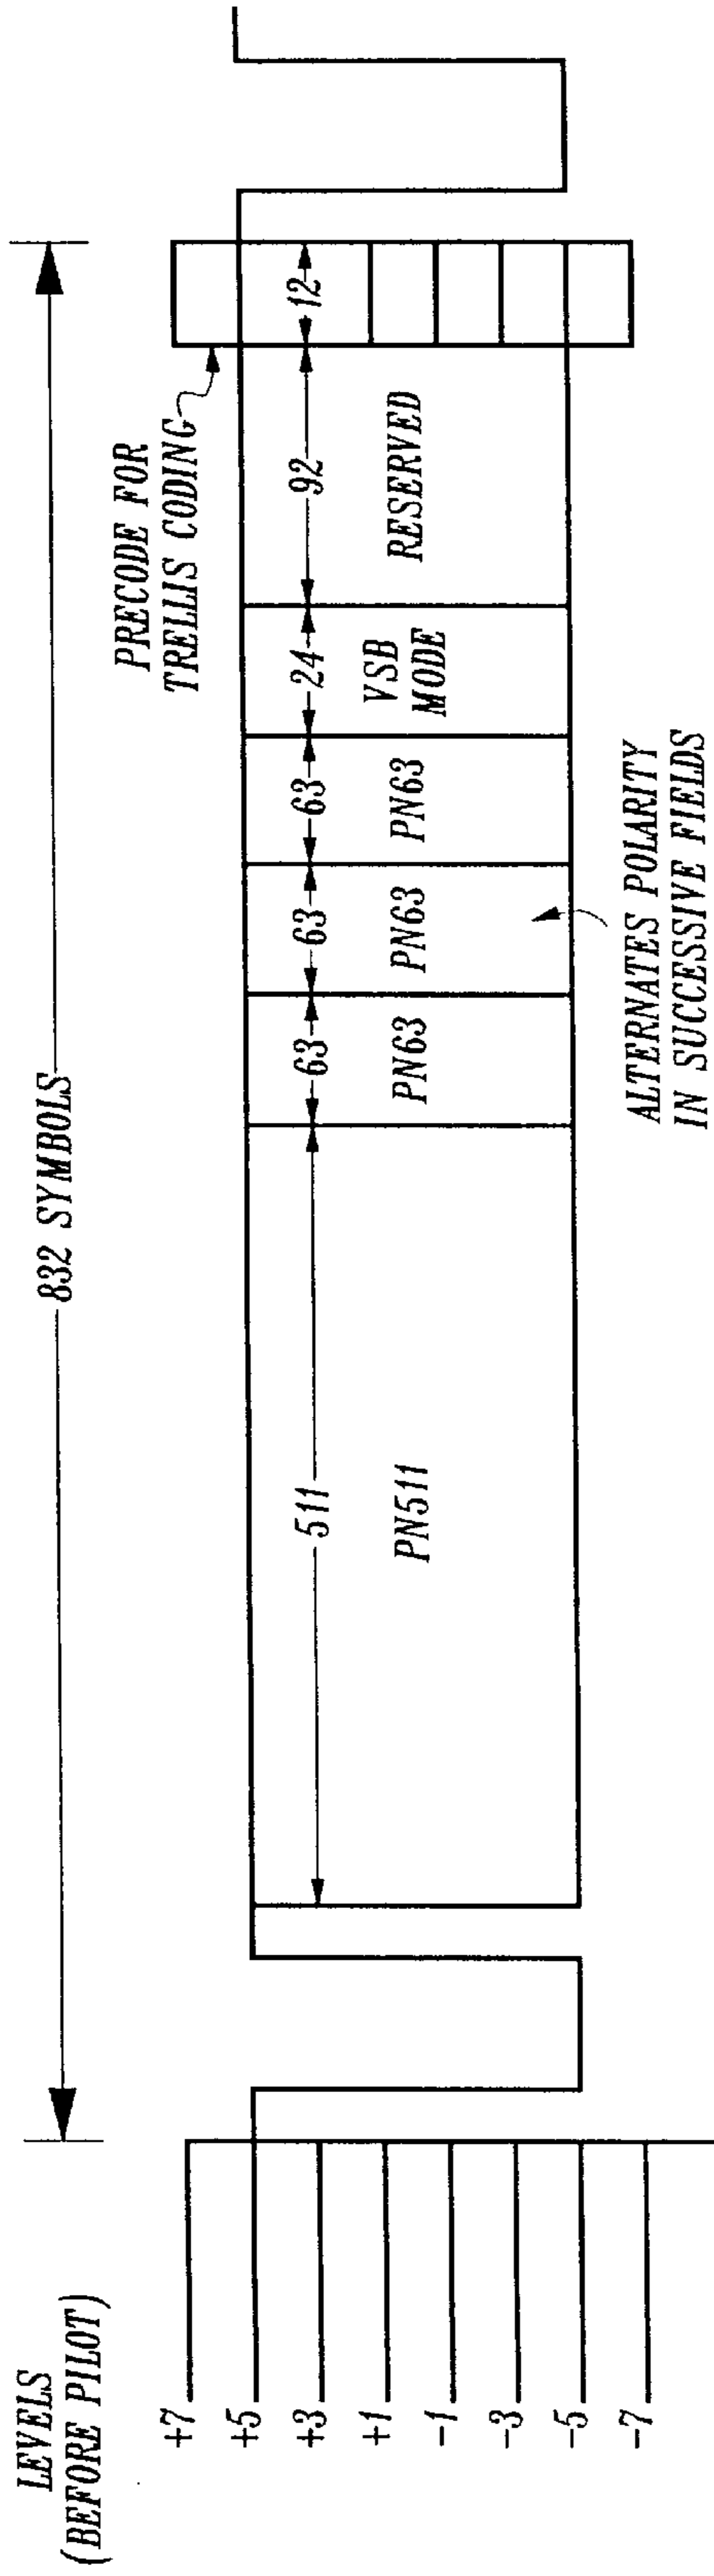 LEVELS
(BEFORE PILOT)
832 SYMBOLS
PRECODE FOR
TRELLIS CODING
+7
+5
+3
+1
-1
-3
-5
-7
511
63
63
63
24
92
12
PN511
PN63
PN63
PN63
VSB
MODE
RESERVED
ALTERNATES POLARITY
IN SUCCESSIVE FIELDS